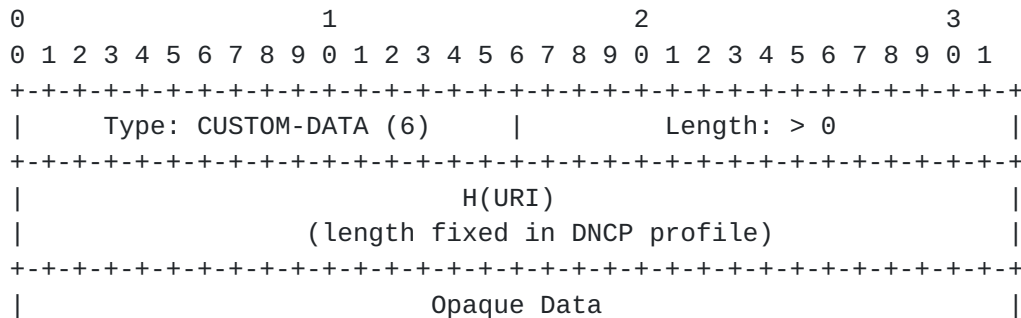 0                   1                   2                   3
0 1 2 3 4 5 6 7 8 9 0 1 2 3 4 5 6 7 8 9 0 1 2 3 4 5 6 7 8 9 0 1
+-+-+-+-+-+-+-+-+-+-+-+-+-+-+-+-+-+-+-+-+-+-+-+-+-+-+-+-+-+-+-+-+
|     Type: CUSTOM-DATA (6)     |         Length: > 0           |
+-+-+-+-+-+-+-+-+-+-+-+-+-+-+-+-+-+-+-+-+-+-+-+-+-+-+-+-+-+-+-+-+
|                            H(URI)                             |
|                  (length fixed in DNCP profile)               |
+-+-+-+-+-+-+-+-+-+-+-+-+-+-+-+-+-+-+-+-+-+-+-+-+-+-+-+-+-+-+-+-+
|                          Opaque Data                          |